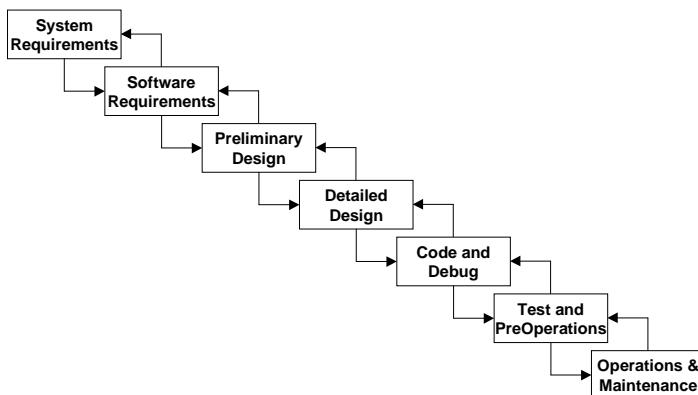 System
Requirements
Software
Requirements
Preliminary
Design
Detailed
Design
Code and
Debug
Test and
PreOperations
Operations &
Maintenance